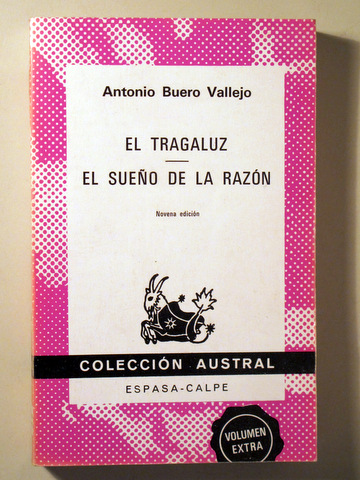 Antonio Buero Vallejo
EL TRAGALUZ
EL SUEÑO DE LA RAZÓN
Novena edición
COLECCIÓN AUSTRAL
ESPASA-CALPE
VOLUMEN
EXTRA